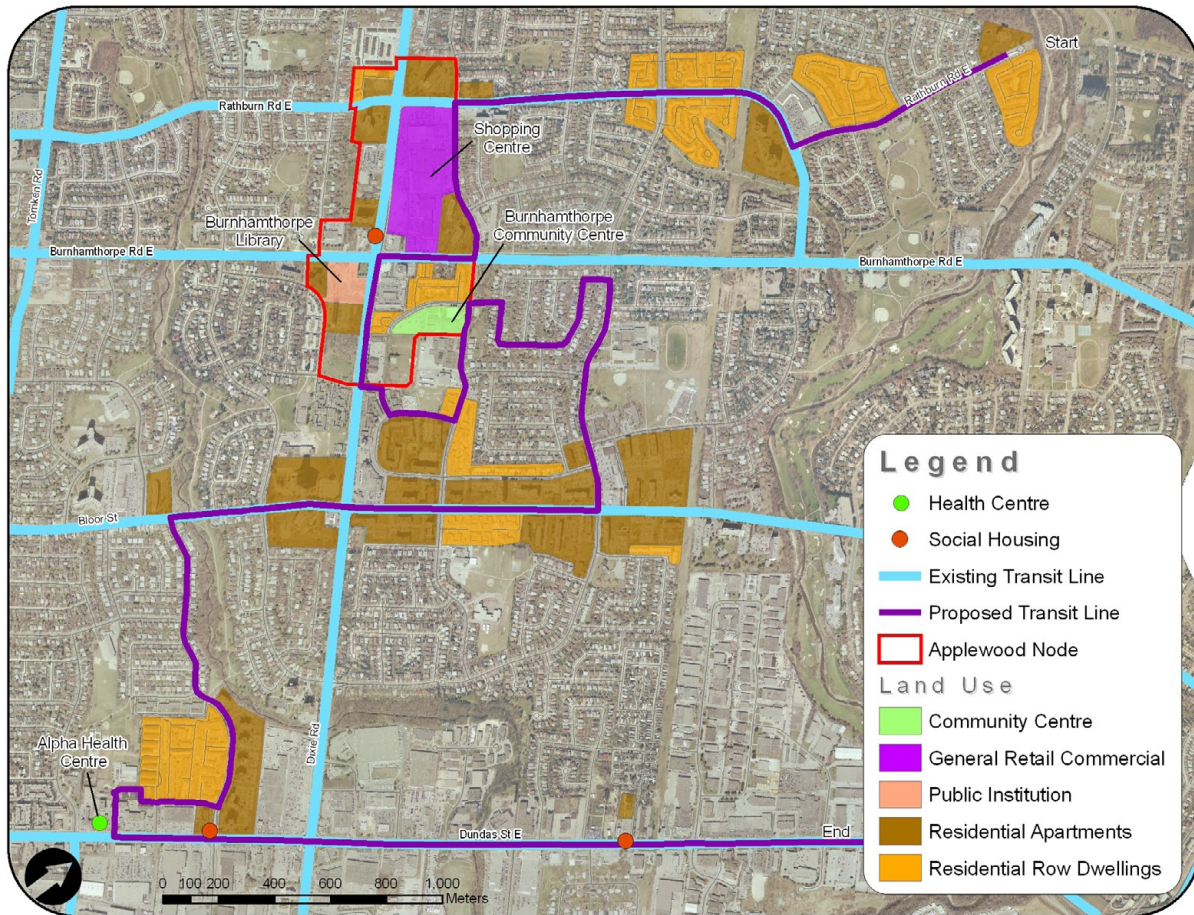 Start
Rathburn Rd E
Rathburn Rd E
Shopping
Centre
Tomken Rd
Burnhamthorpe
Library
Burnhamthorpe
Community Centre
Burnhamthorpe Rd E
Burnhamthorpe Rd E
Bloor St
Dixie Rd
Alpha Health
Centre
Dundas St E
End
0 100 200 400 600 800 1,000
Meters
Legend
Health Centre
Social Housing
Existing Transit Line
Proposed Transit Line
Applewood Node
Land Use
Community Centre
General Retail Commercial
Public Institution
Residential Apartments
Residential Row Dwellings